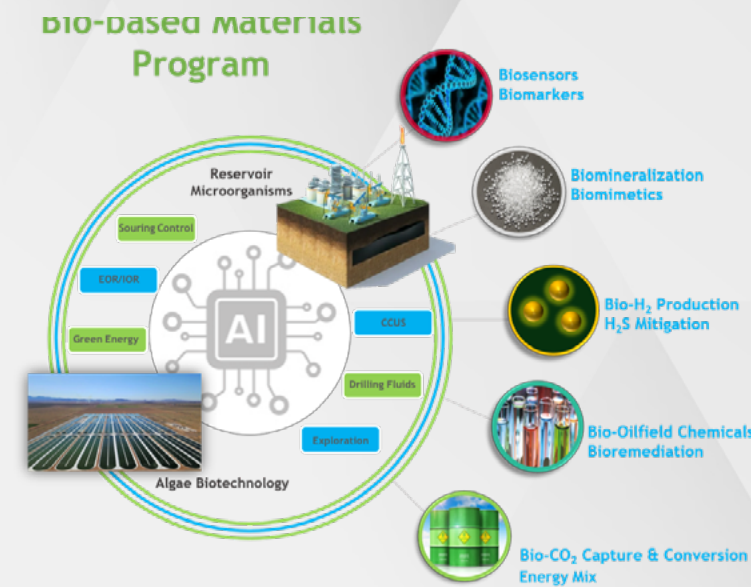 Bio-based Materials
Program
Biosensors
Biomarkers
Reservoir
Microorganisms
Biomineralization
Biomimetics
Souring Control
EOR/IOR
Green Energy
AI
CCUS
Drilling Fluids
Exploration
Bio-H₂ Production
H₂S Mitigation
Bio-Oilfield Chemicals
Bioremediation
Algae Biotechnology
Bio-CO₂ Capture & Conversion
Energy Mix